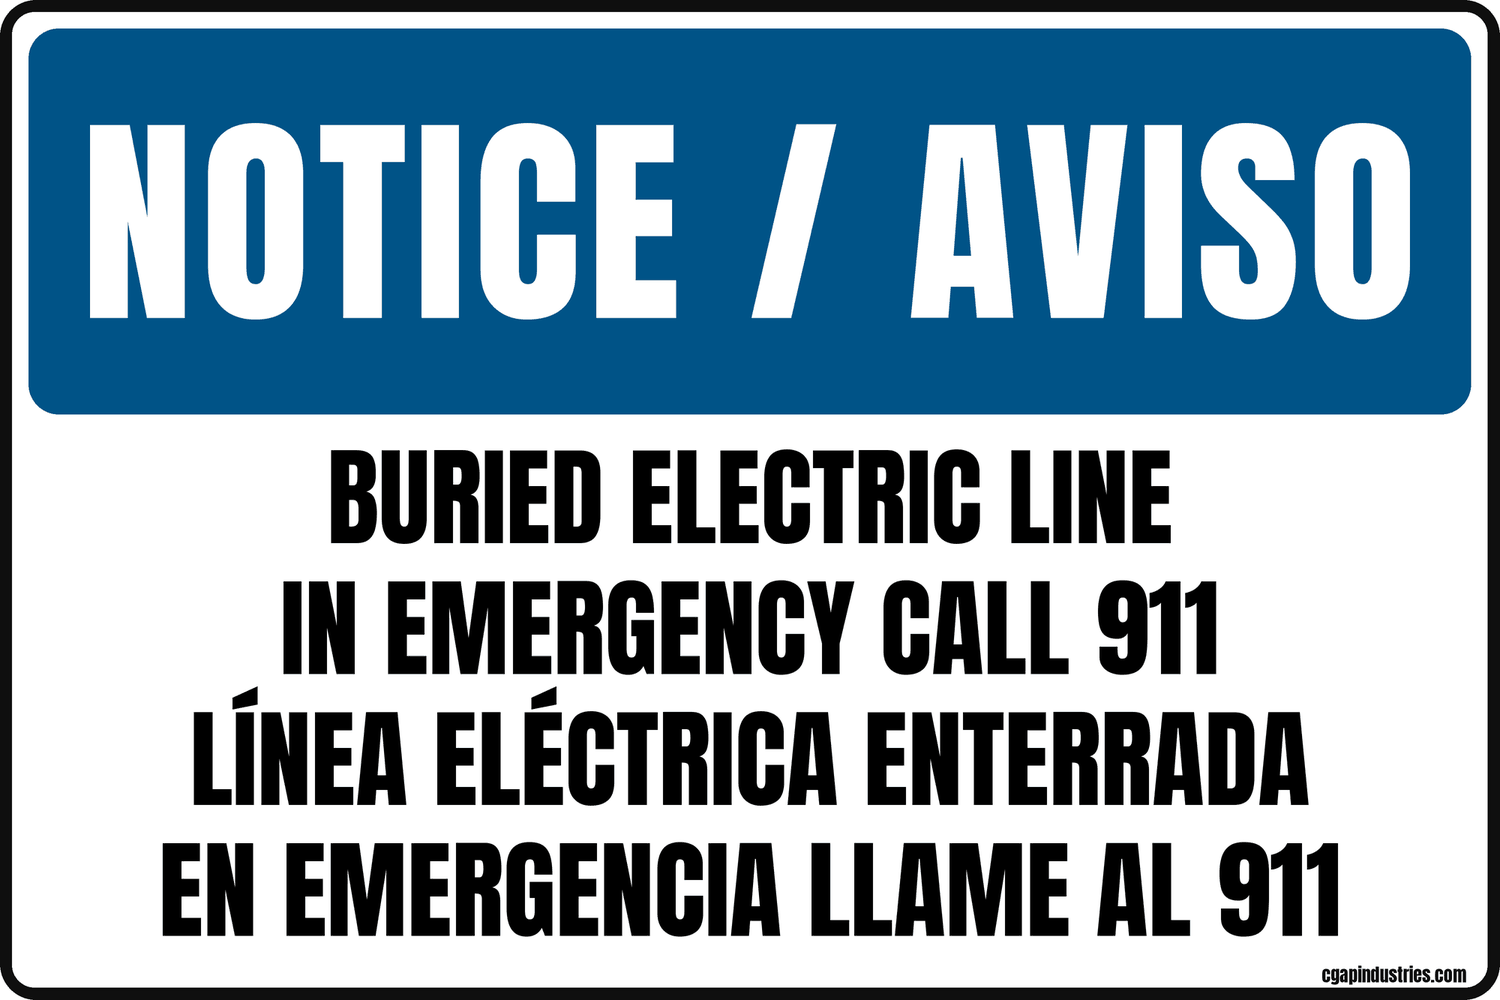 NOTICE / AVISO
BURIED ELECTRIC LINE
IN EMERGENCY CALL 911
LÍNEA ELÉCTRICA ENTERRADA
EN EMERGENCIA LLAME AL 911
cgapindustries.com